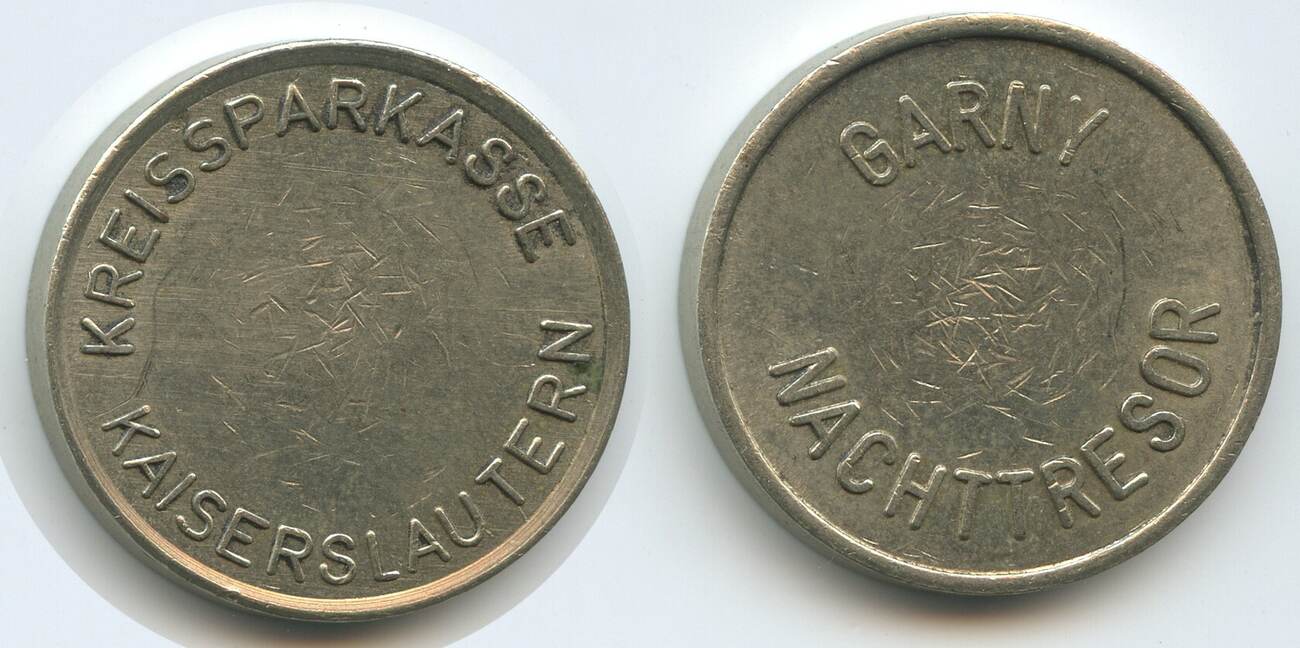 KREISSPARKASSE
KAISERSLAUTERN
GARNY
NACHTTRESOR